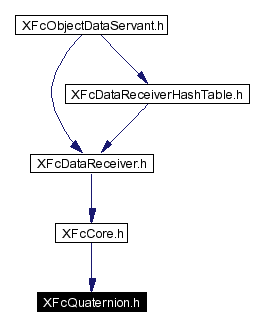 XFcObjectDataServant.h
XFcDataReceiverHashTable.h
XFcDataReceiver.h
XFcCore.h
XFcQuaternion.h